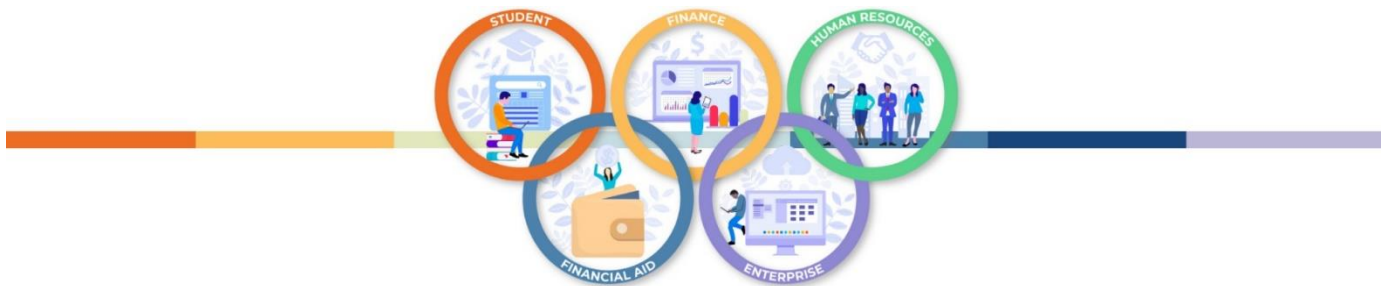 STUDENT
FINANCE
HUMAN RESOURCES
FINANCIAL AID
ENTERPRISE